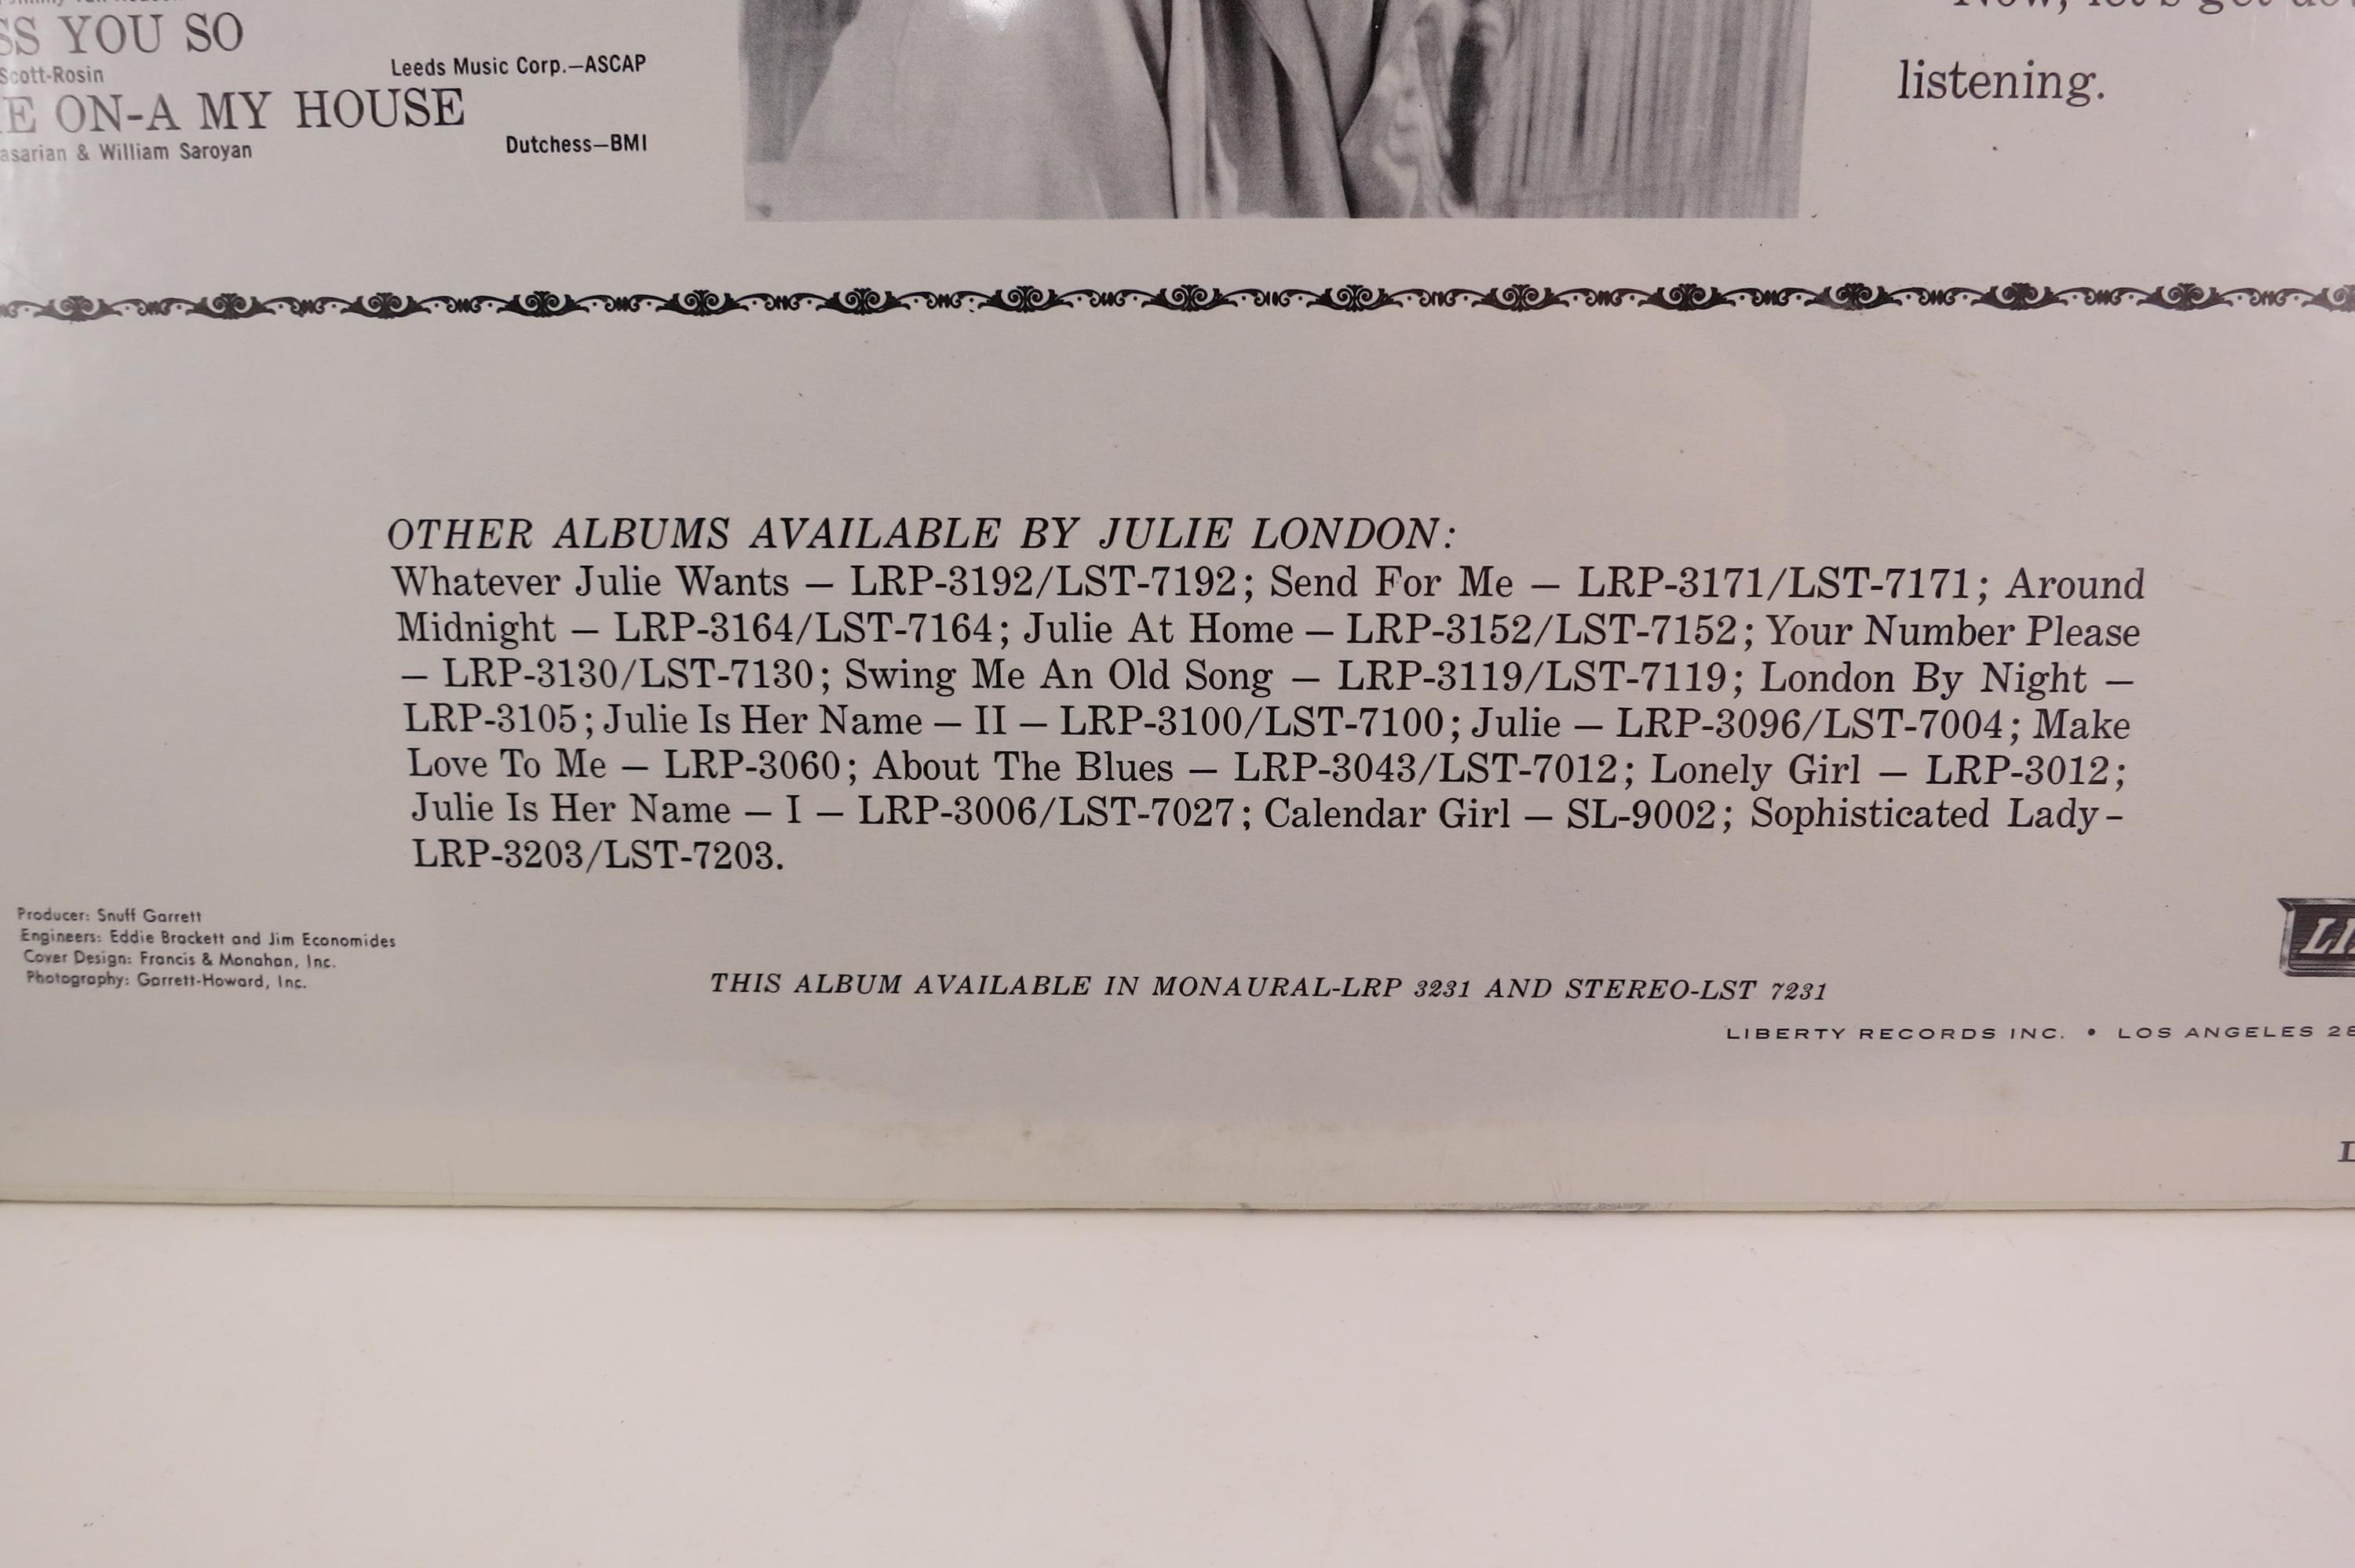 YOU SO
Scott-Rosin
Leeds Music Corp.—ASCAP
ON-A MY HOUSE
& William Saroyan
Dutchess—BMI
Now, let's get
listening.
OTHER ALBUMS AVAILABLE BY JULIE LONDON:
Whatever Julie Wants — LRP-3192/LST-7192; Send For Me — LRP-3171/LST-7171; Around
Midnight — LRP-3164/LST-7164; Julie At Home — LRP-3152/LST-7152; Your Number Please
— LRP-3130/LST-7130; Swing Me An Old Song — LRP-3119/LST-7119; London By Night —
LRP-3105; Julie Is Her Name — II — LRP-3100/LST-7100; Julie — LRP-3096/LST-7004; Make
Love To Me — LRP-3060; About The Blues — LRP-3043/LST-7012; Lonely Girl — LRP-3012;
Julie Is Her Name — I — LRP-3006/LST-7027; Calendar Girl — SL-9002; Sophisticated Lady-
LRP-3203/LST-7203.
Producer: Snuff Garrett
Engineers: Eddie Brackett and Jim Economides
Cover Design: Francis & Monahan, Inc.
Photography: Garrett-Howard, Inc.
THIS ALBUM AVAILABLE IN MONAURAL-LRP 3231 AND STEREO-LST 7231
LIBERTY RECORDS INC. • LOS ANGELES 28